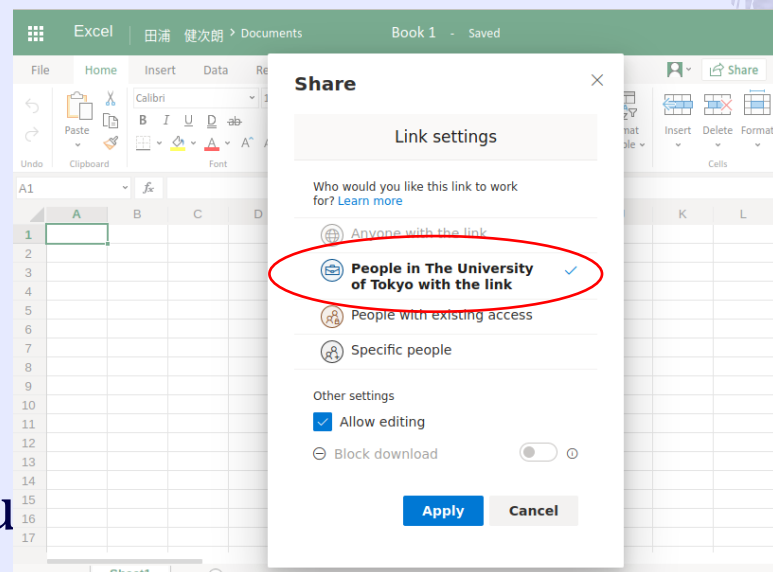 Excel 田浦 健次朗 > Documents Book 1 - Saved
File Home Insert Data Re
Share
Share
Calibri
Paste
B I U D ab
A A^
Insert Delete Format
Undo Clipboard Font Cells
Link settings
A1 fx
Who would you like this link to work
for? Learn more
A B C D K L
Anyone with the link
People in The University
of Tokyo with the link
People with existing access
Specific people
Other settings
Allow editing
Block download
Apply Cancel
1
2
3
4
5
6
7
8
9
10
11
12
13
14
15
16
17
u